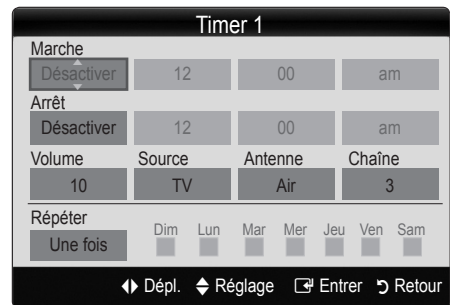 Timer 1
Marche
Désactiver 12 00 am
Arrêt
Désactiver 12 00 am
Volume Source Antenne Chaîne
10 TV Air 3
Répéter
Une fois Dim Lun Mar Mer Jeu Ven Sam
Dépl. Réglage Entrer Retour